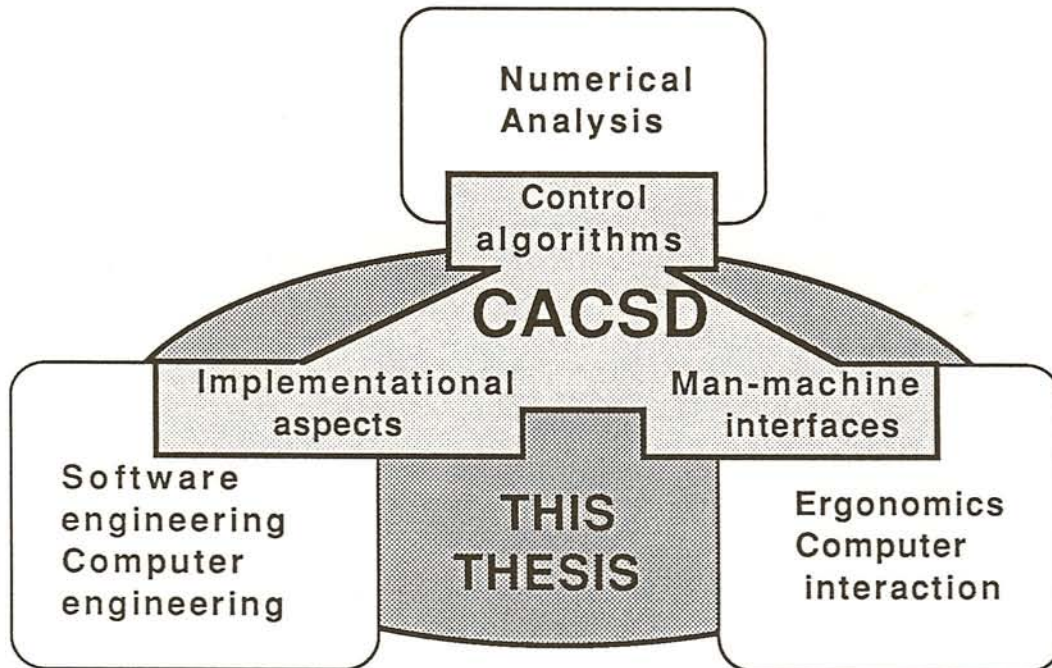 Numerical
Analysis
Control
algorithms
CACSD
Implementational
aspects
Man-machine
interfaces
Software
engineering
Computer
engineering
THIS
THESIS
Ergonomics
Computer
interaction